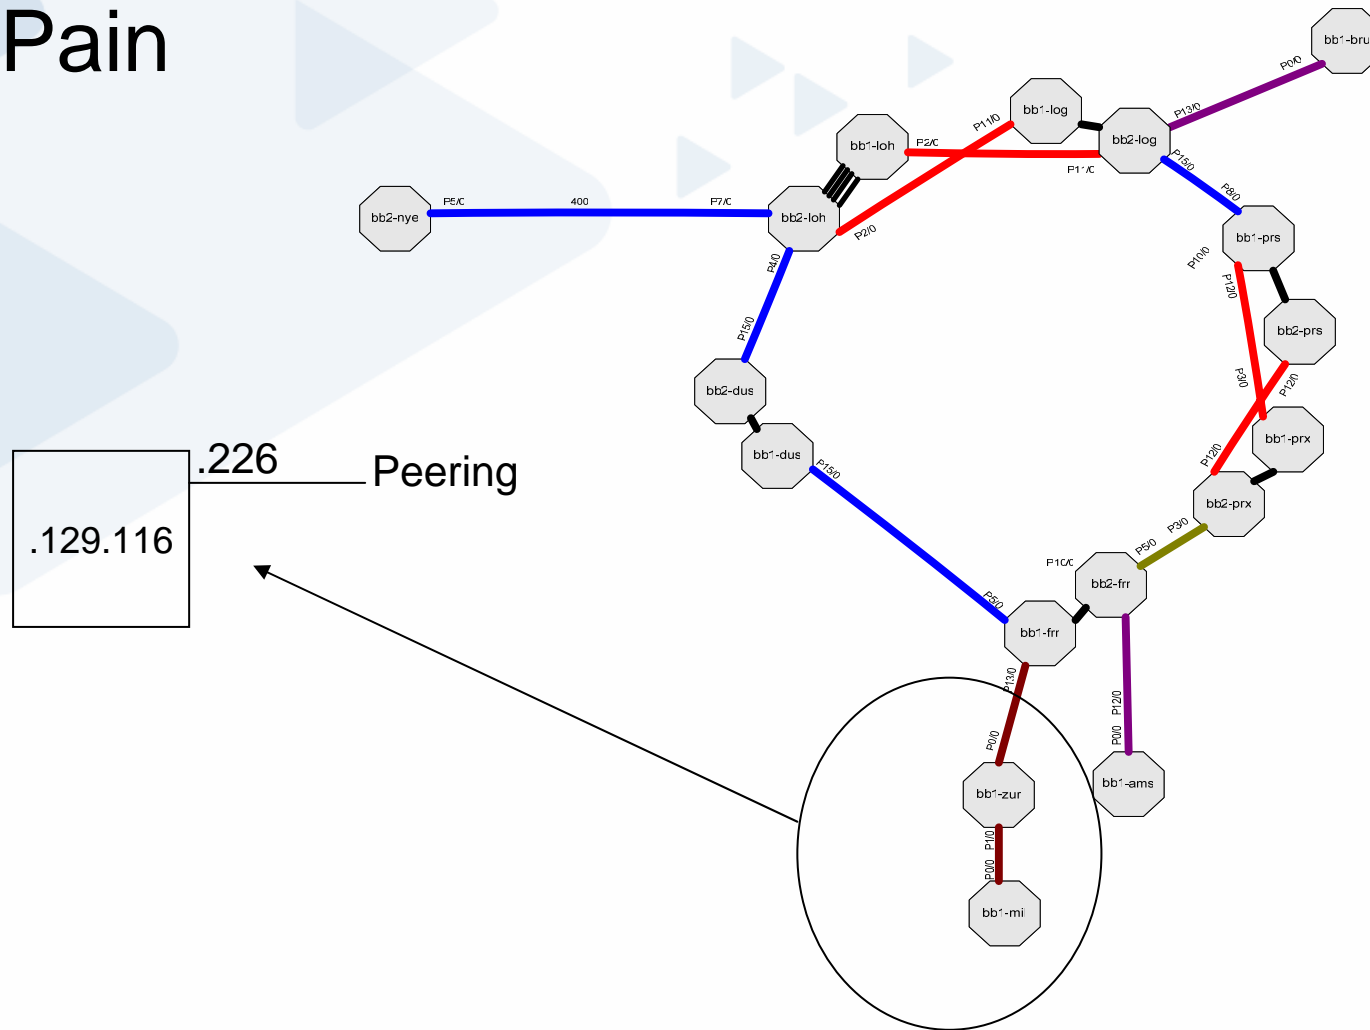 Pain
bb1-bru
P0/0
P13/0
bb1-log
P11/0
bb2-log
bb1-loh
P2/0
P11/0
P15/0
P8/0
bb2-nye
P5/0
400
P7/0
bb2-loh
P2/0
bb1-prs
P10/0
P12/0
P4/0
P15/0
bb2-prs
bb2-dus
P3/0
P12/0
bb1-prx
bb1-dus
P15/0
P12/0
.226
Peering
.129.116
bb2-prx
P3/0
P5/0
P10/0
bb2-frr
P5/0
bb1-frr
P13/0
P12/0
P0/0
P0/0
bb1-zur
bb1-ams
P1/0
P0/0
bb1-mil